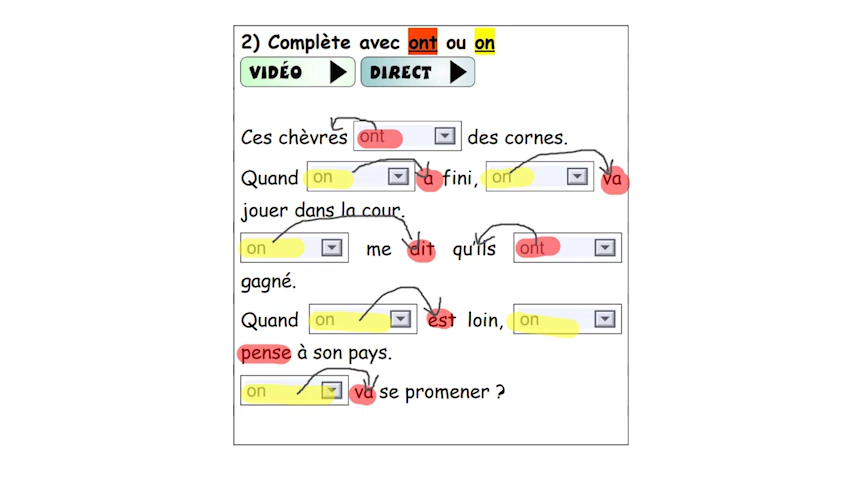 2) Complète avec ont ou on
VIDÉO DIRECT
Ces chèvres ont des cornes.
Quand on a fini, on va
jouer dans la cour.
on me dit qu'ils ont
gagné.
Quand on est loin, on
pense à son pays.
on va se promener ?